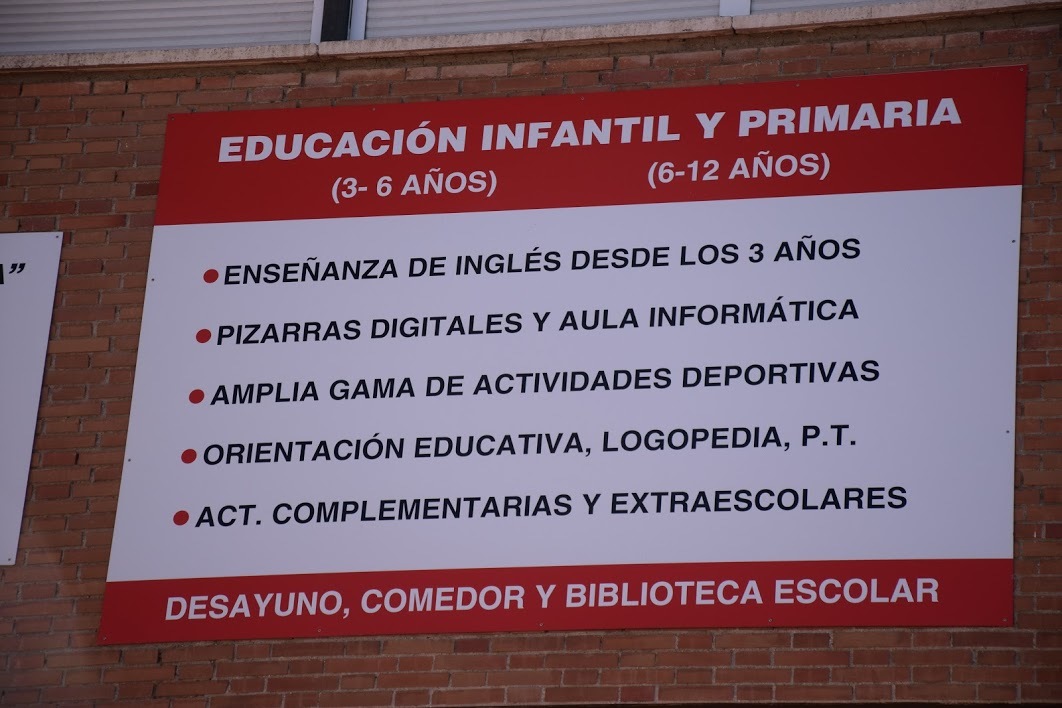 EDUCACIÓN INFANTIL Y PRIMARIA
(3- 6 AÑOS) (6-12 AÑOS)
ENSEÑANZA DE INGLÉS DESDE LOS 3 AÑOS
PIZARRAS DIGITALES Y AULA INFORMÁTICA
AMPLIA GAMA DE ACTIVIDADES DEPORTIVAS
ORIENTACIÓN EDUCATIVA, LOGOPEDIA, P.T.
ACT. COMPLEMENTARIAS Y EXTRAESCOLARES
DESAYUNO, COMEDOR Y BIBLIOTECA ESCOLAR